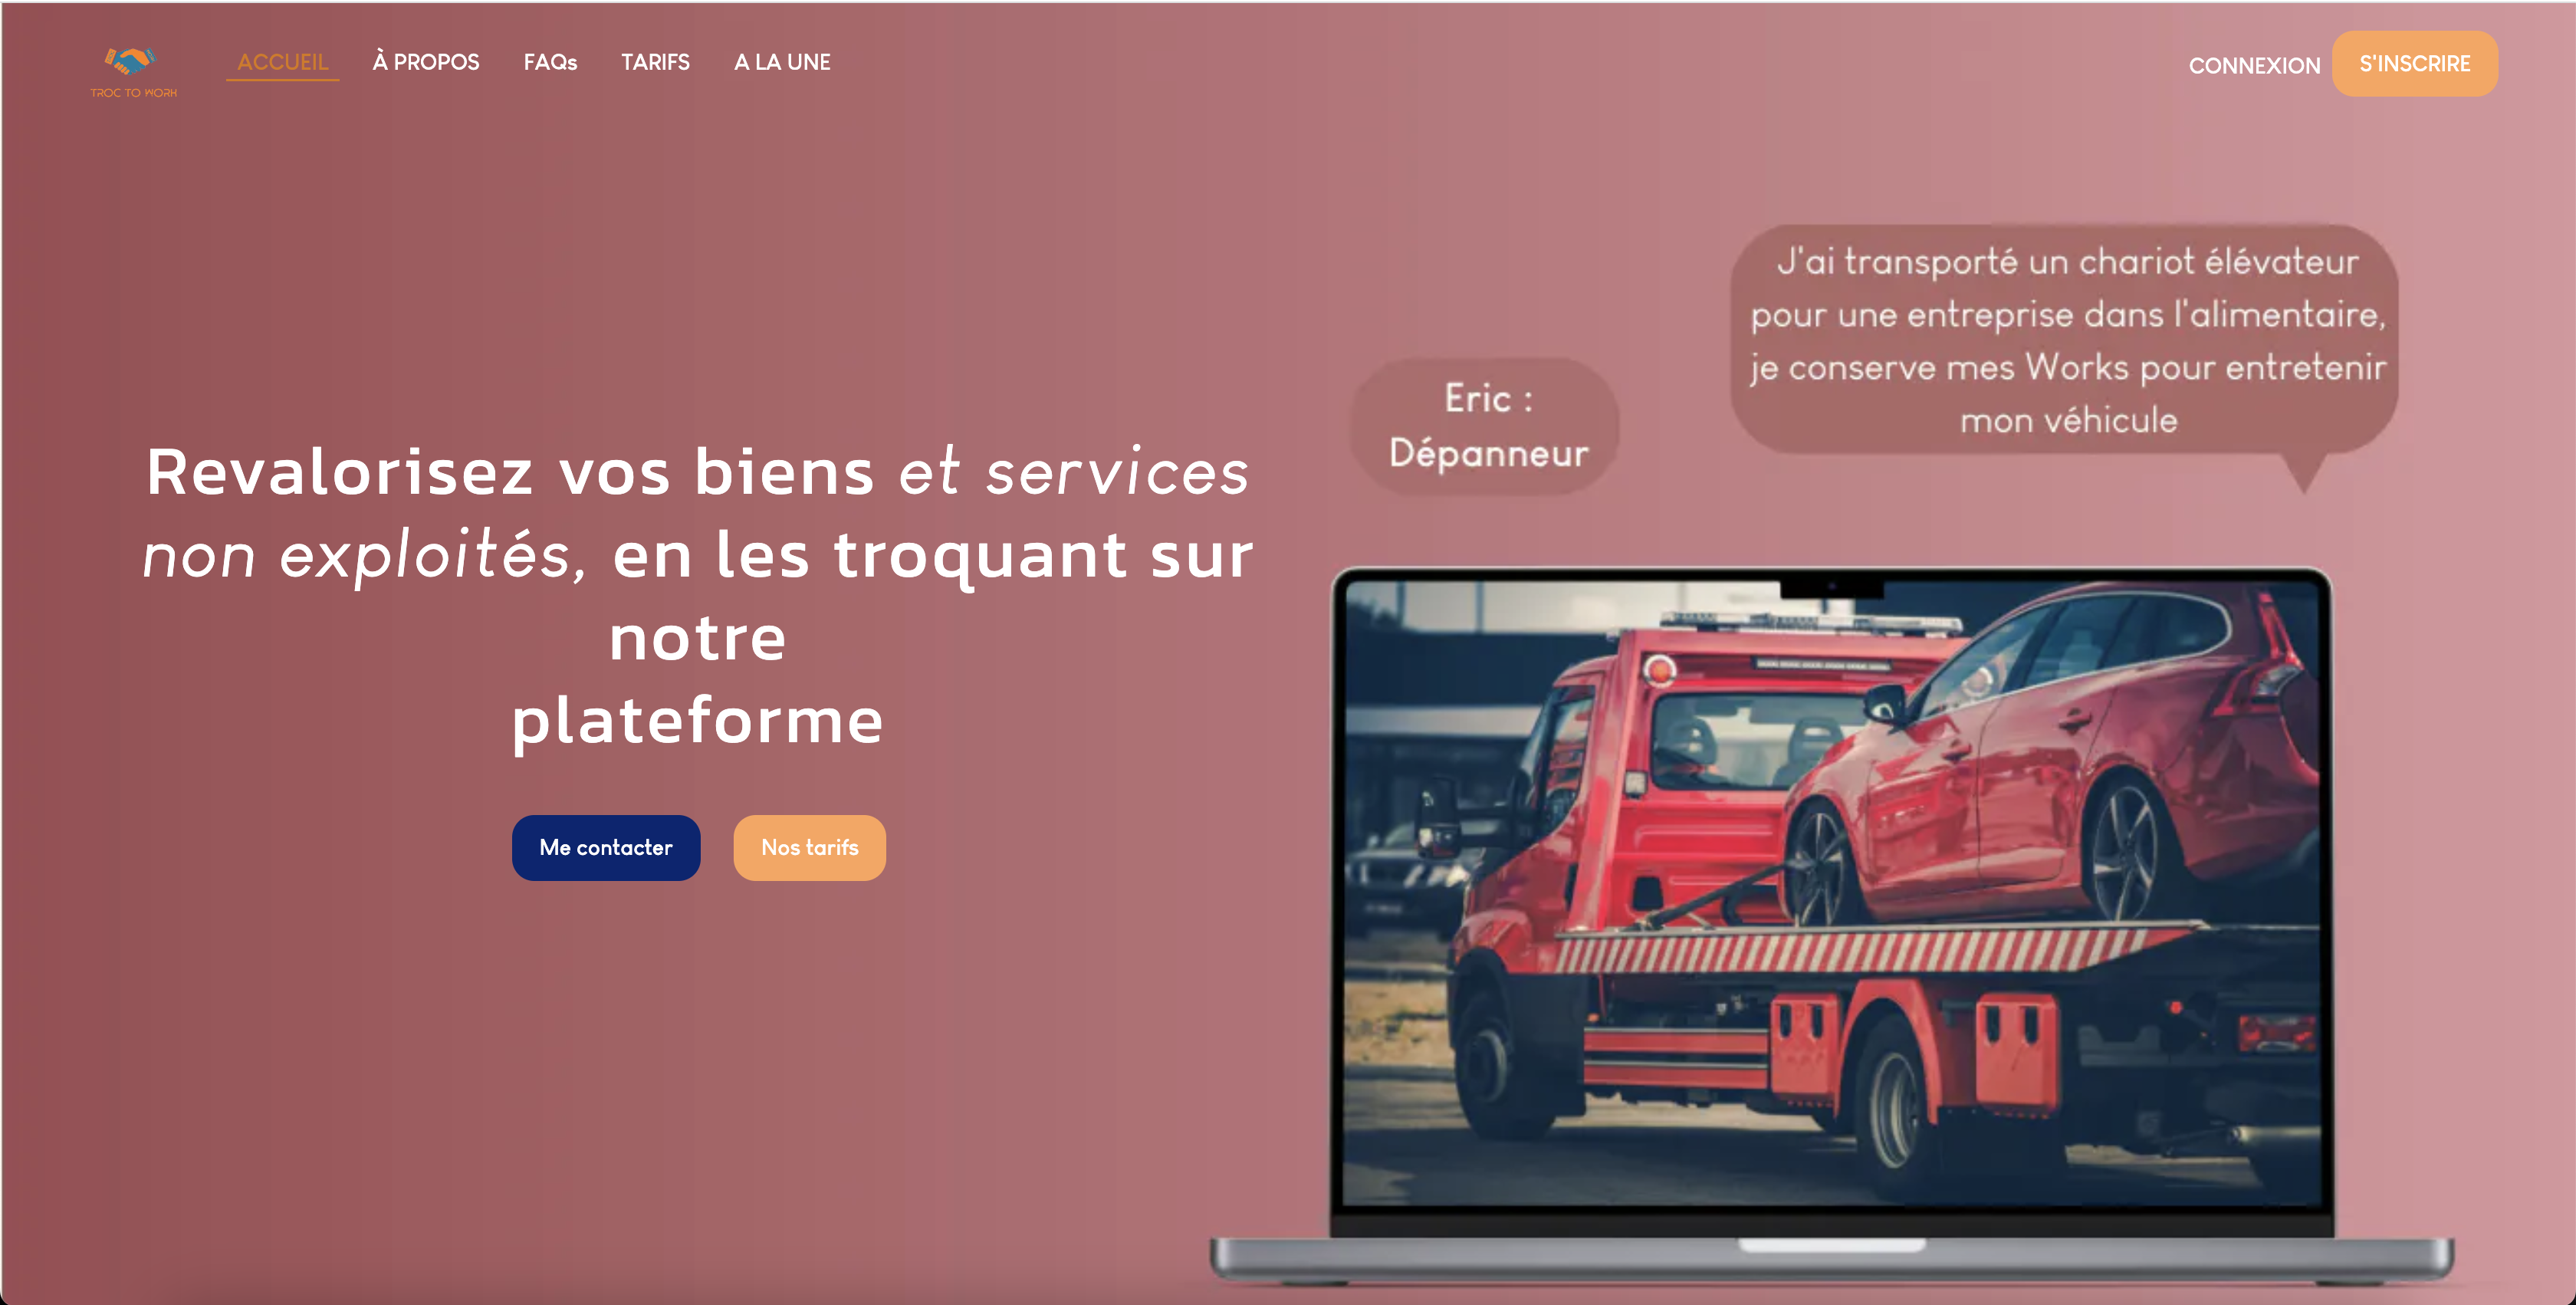 TROC TO WORK
ACCUEIL
À PROPOS
FAQs
TARIFS
A LA UNE
CONNEXION
S'INSCRIRE
J'ai transporté un chariot élévateur
pour une entreprise dans l'alimentaire,
je conserve mes Works pour entretenir
mon véhicule
Eric :
Dépanneur
Revalorisez vos biens et services
non exploités, en les troquant sur
notre
plateforme
Me contacter
Nos tarifs